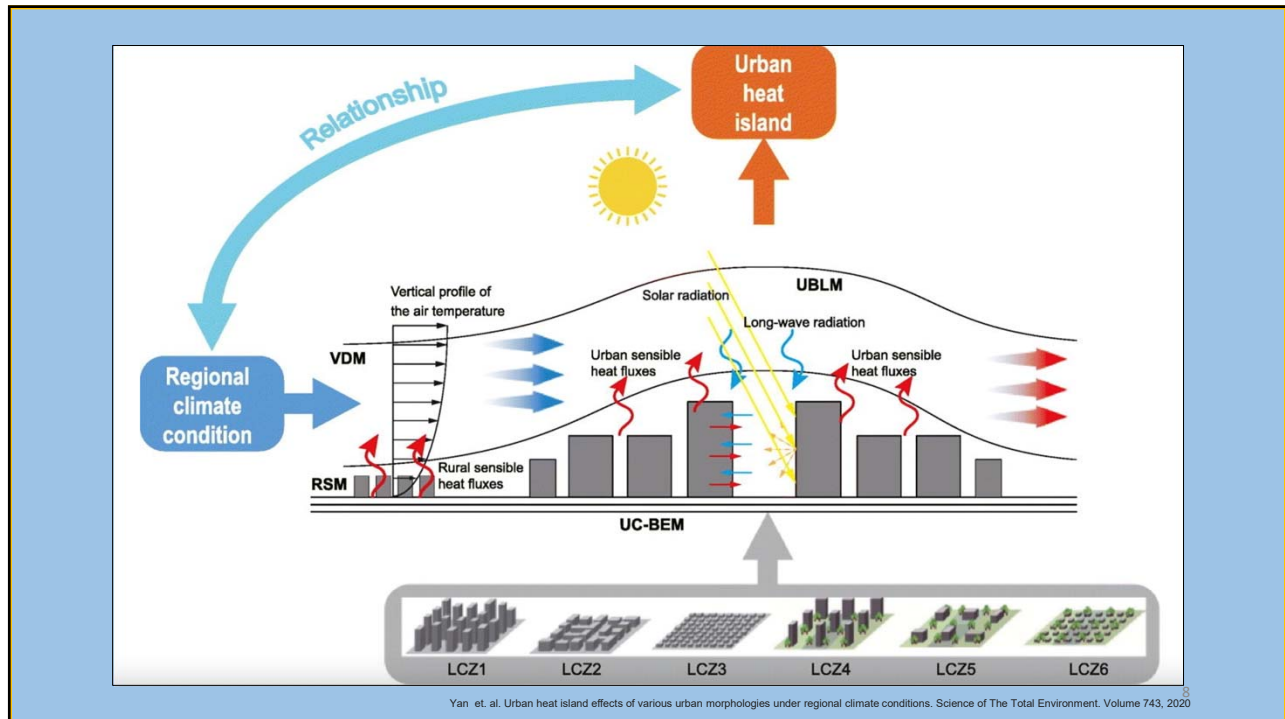 Urban
heat
island
Relationship
Vertical profile of
the air temperature
Solar radiation
UBLM
Long-wave radiation
VDM
Urban sensible
heat fluxes
Urban sensible
heat fluxes
Regional
climate
condition
Rural sensible
heat fluxes
RSM
UC-BEM
LCZ1
LCZ2
LCZ3
LCZ4
LCZ5
LCZ6
8
Yan et. al. Urban heat island effects of various urban morphologies under regional climate conditions. Science of The Total Environment. Volume 743, 2020